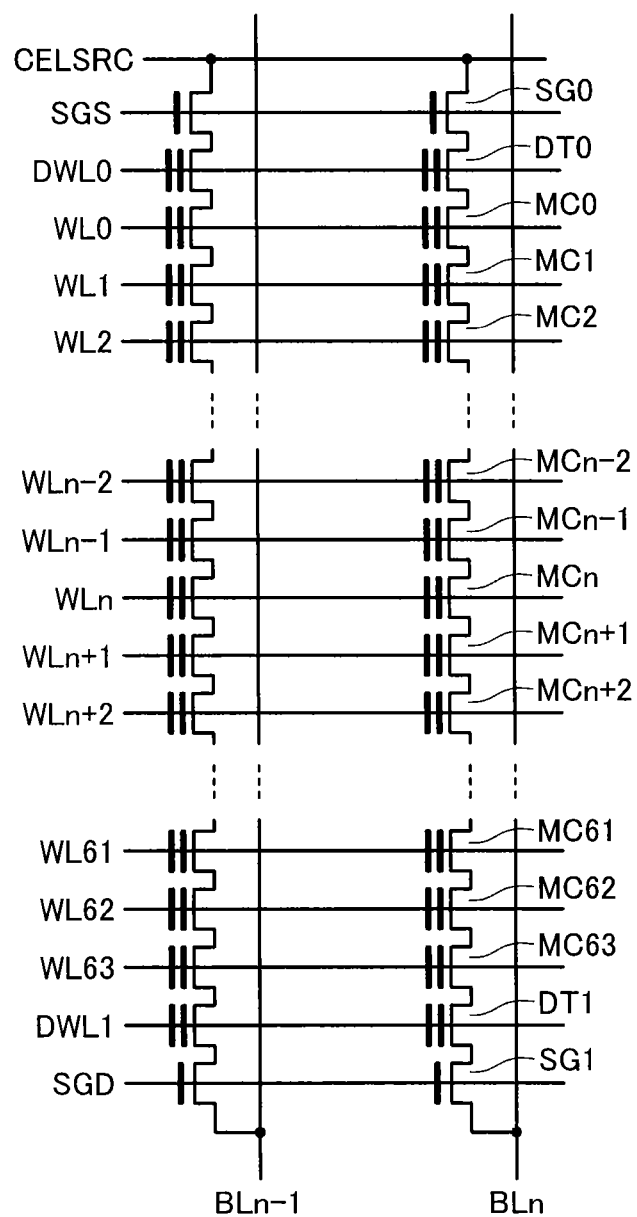 CELSRC
SGS SG0
DWL0 DT0
WL0 MC0
WL1 MC1
WL2 MC2
WLn-2 MCn-2
WLn-1 MCn-1
WLn MCn
WLn+1 MCn+1
WLn+2 MCn+2
WL61 MC61
WL62 MC62
WL63 MC63
DWL1 DT1
SGD SG1
BLn-1 BLn